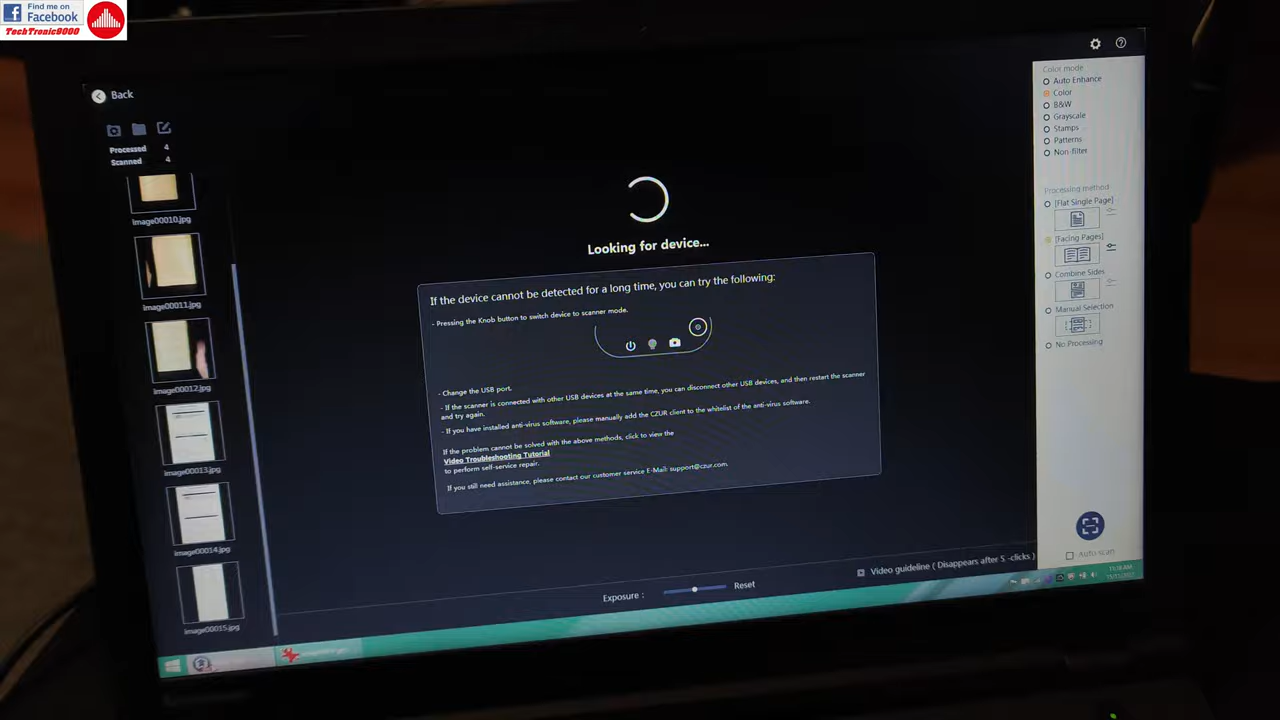 Find me on
Facebook
TechTronic9000
Back
Processed 4
Scanned 4
image00010.jpg
image00011.jpg
image00012.jpg
image00013.jpg
image00014.jpg
image00015.jpg
Looking for device...
If the device cannot be detected for a long time, you can try the following:
- Pressing the Knob button to switch device to scanner mode.
- Change the USB port.
- If the scanner is connected with other USB devices at the same time, you can disconnect other USB devices, and then restart the scanner
and try again.
- If you have installed anti-virus software, please manually add the CZUR client to the whitelist of the anti-virus software.
If the problem cannot be solved with the above methods, click to view the
Video Troubleshooting Tutorial
to perform self-service repair.
If you still need assistance, please contact our customer service E-Mail: support@czur.com.
Exposure :
Reset
Video guideline ( Disappears after 5 -clicks )
Color mode
Auto Enhance
Color
B&W
Grayscale
Stamps
Patterns
Non-filter
Processing method
[Flat Single Page]
[Facing Pages]
Combine Sides
Manual Selection
No Processing
Auto-scan